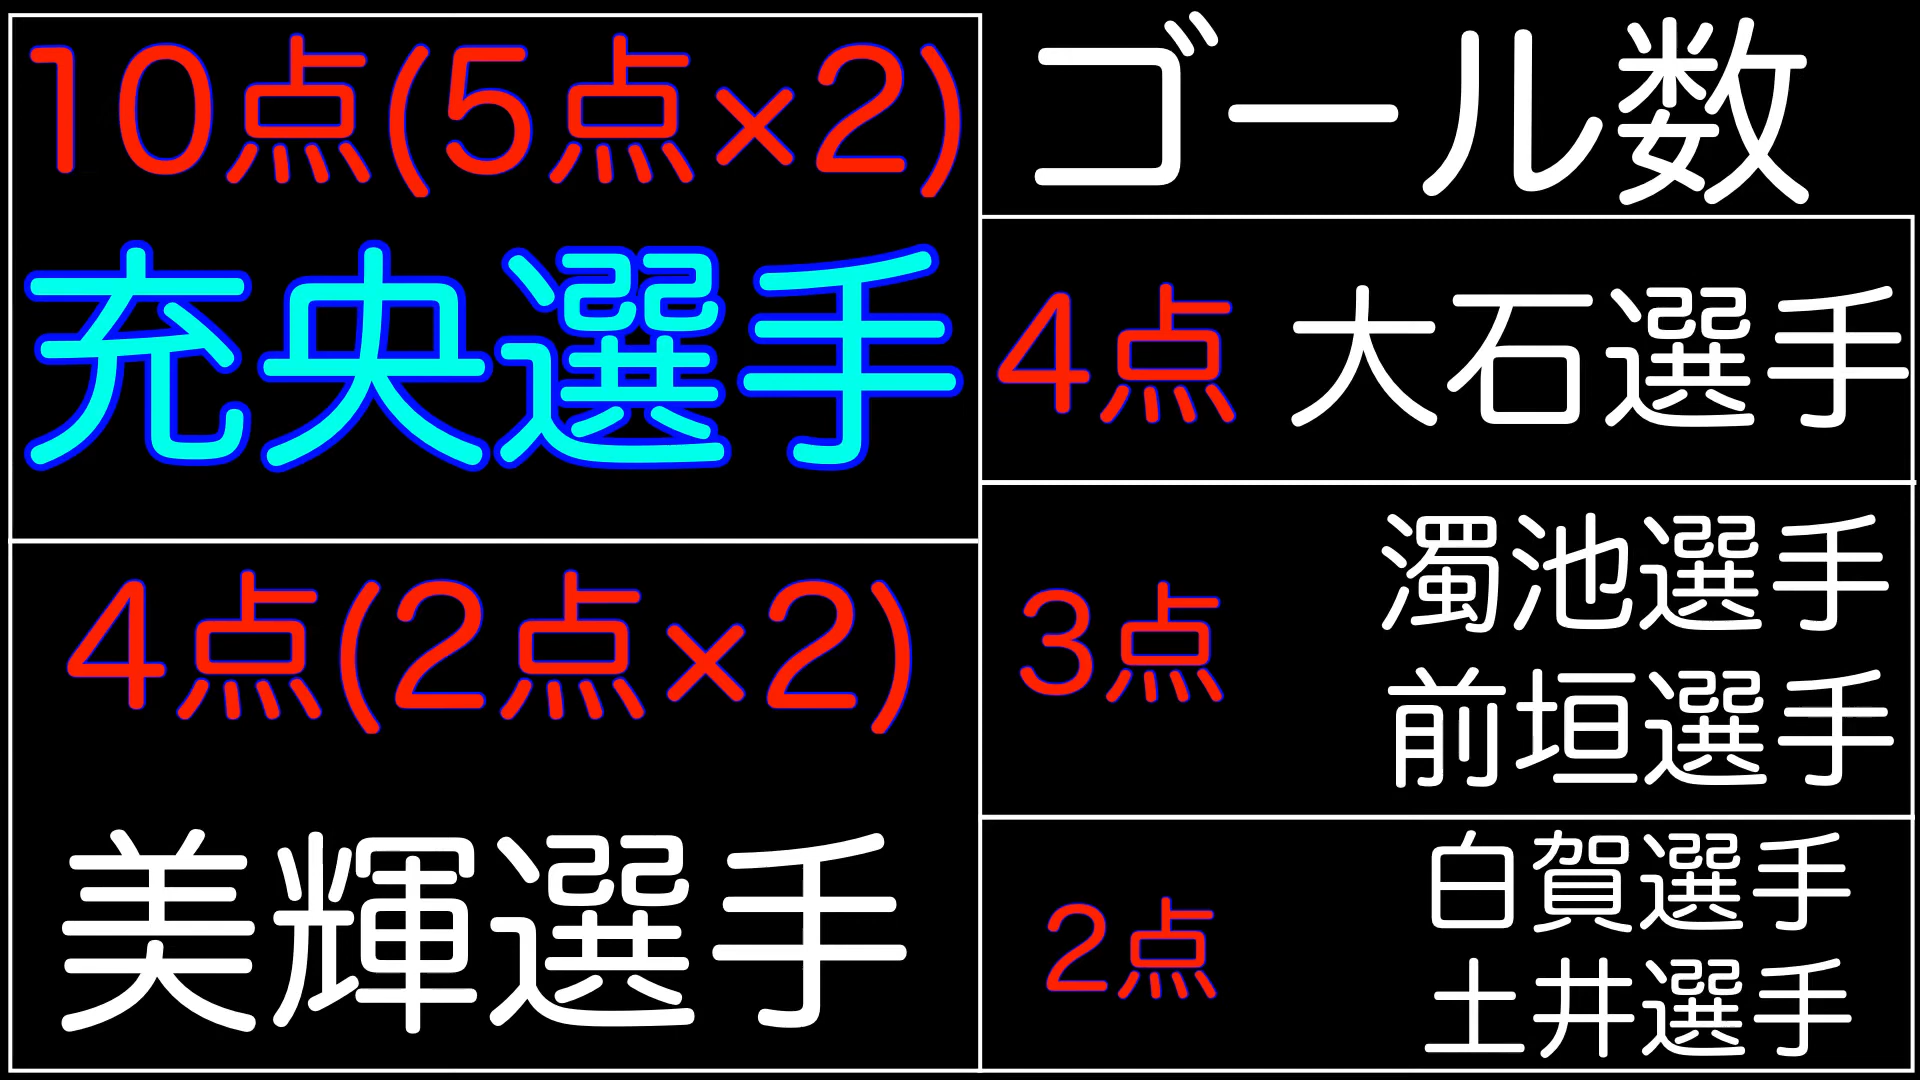 10点(5点×2)
充央選手
4点(2点×2)
美輝選手
ゴール数
4点 大石選手
3点 濁池選手
前垣選手
2点 白賀選手
土井選手